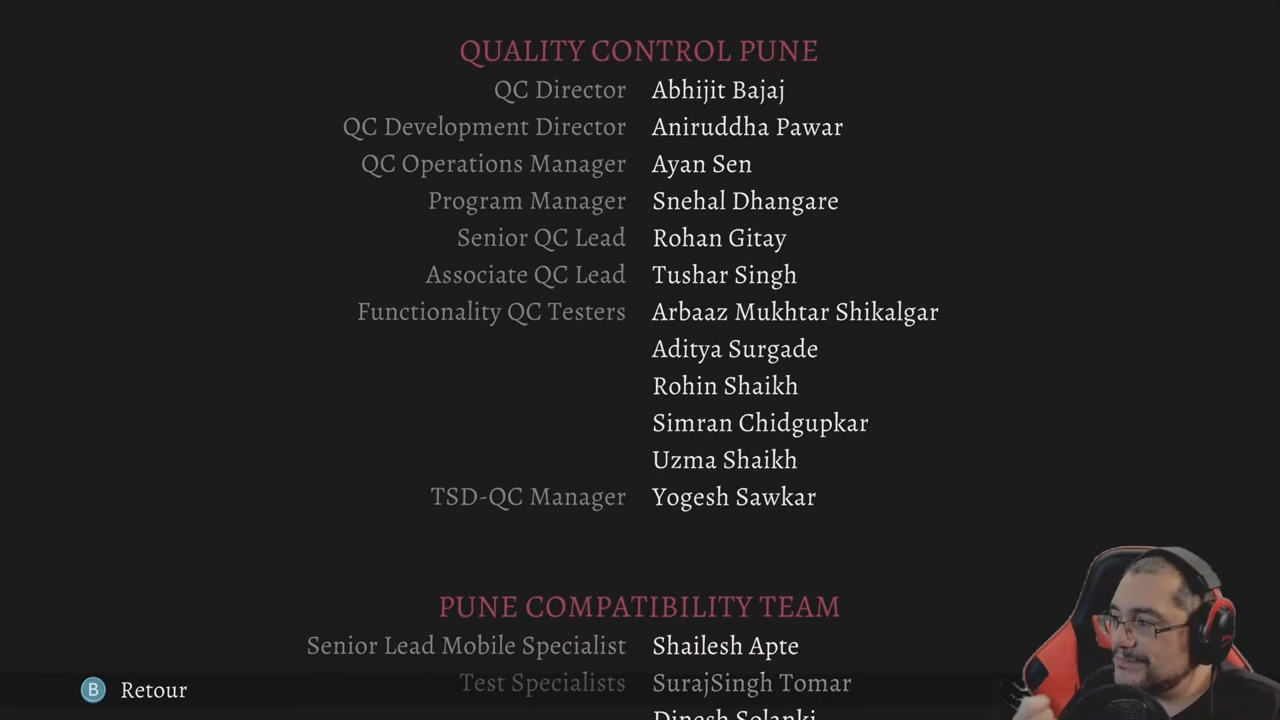 QUALITY CONTROL PUNE
QC Director Abhijit Bajaj
QC Development Director Aniruddha Pawar
QC Operations Manager Ayan Sen
Program Manager Snehal Dhangare
Senior QC Lead Rohan Gitay
Associate QC Lead Tushar Singh
Functionality QC Testers Arbaaz Mukhtar Shikalgar
Aditya Surgade
Rohin Shaikh
Simran Chidgupkar
Uzma Shaikh
TSD-QC Manager Yogesh Sawkar
PUNE COMPATIBILITY TEAM
Senior Lead Mobile Specialist Shailesh Apte
Test Specialists SurajSingh Tomar
Dinesh Solanki
B Retour